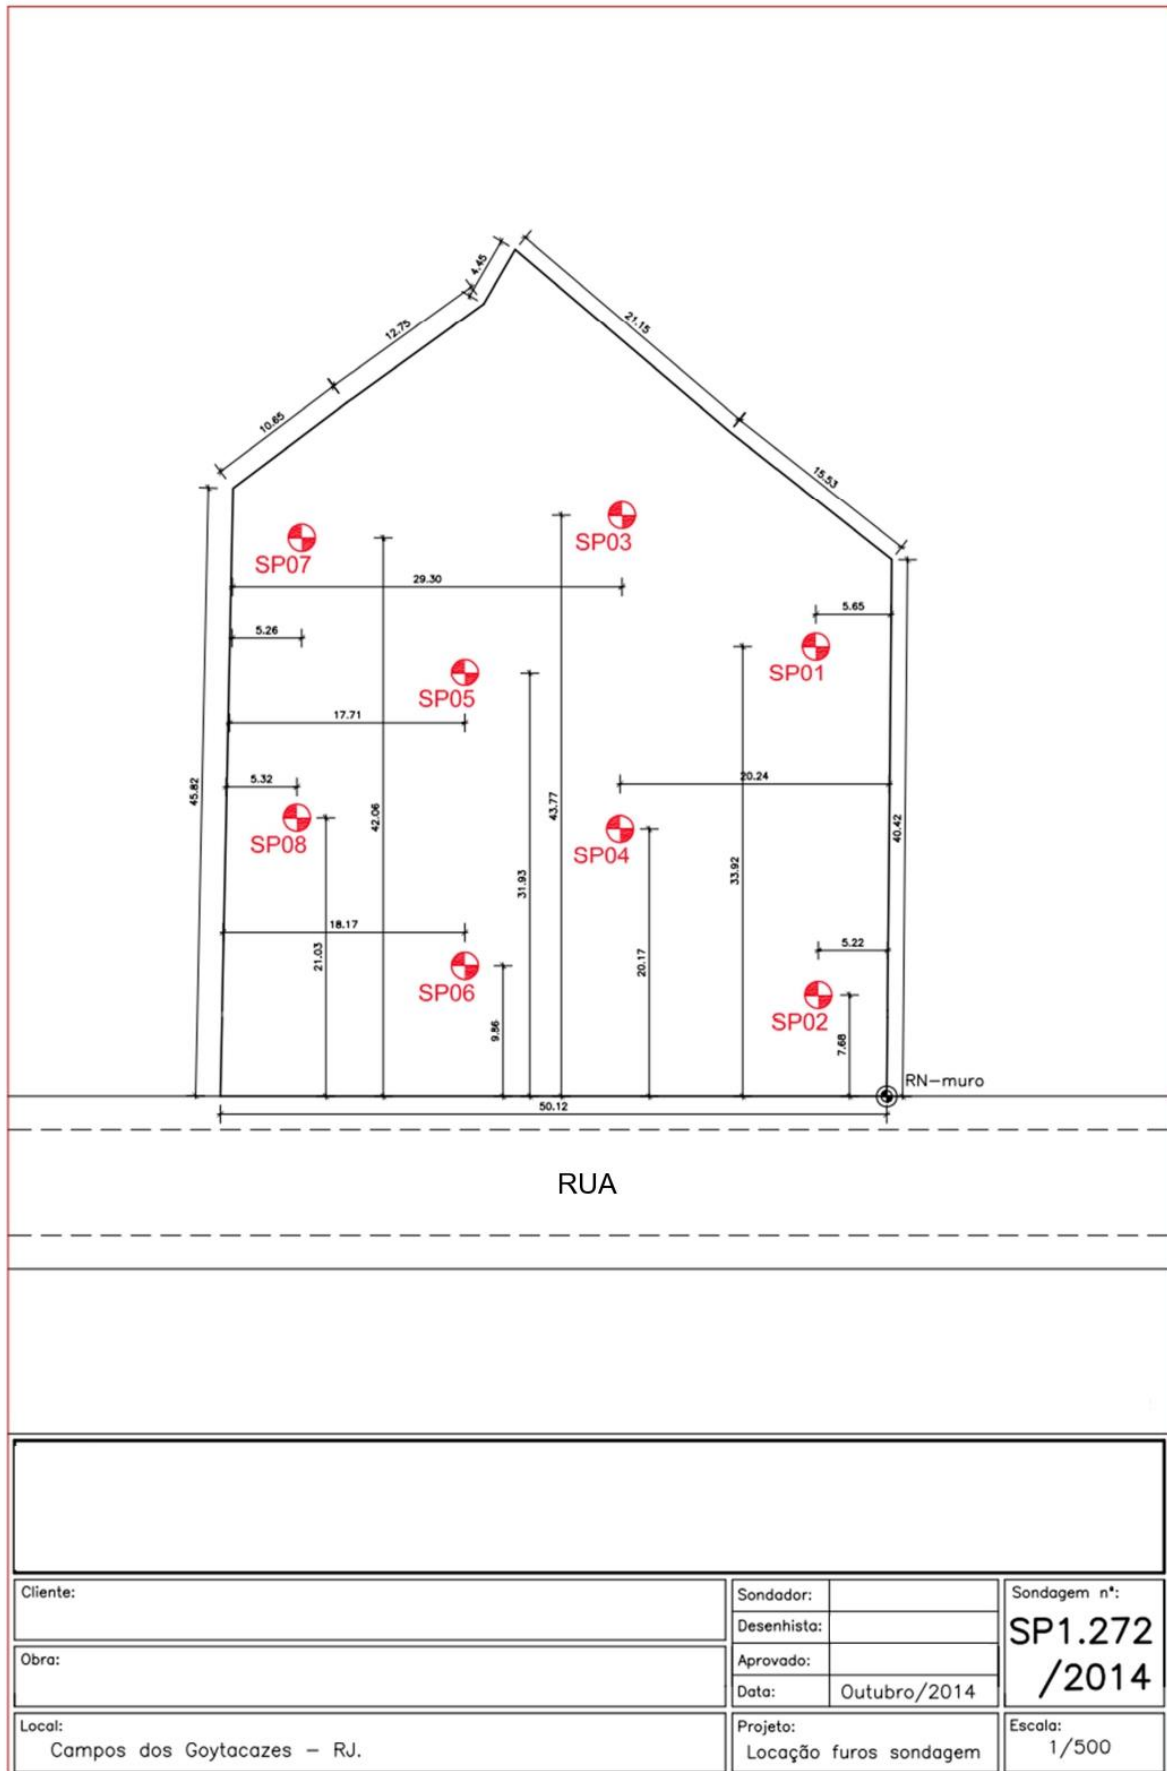 4.45
21.15
12.75
10.65
15.53
SP07
SP03
29.30
5.65
5.26
SP01
SP05
17.71
5.32
20.24
45.82
42.06
43.77
40.42
SP08
SP04
31.93
33.92
18.17
21.03
20.17
5.22
SP06
9.86
SP02
7.68
RN-muro
50.12
RUA
Cliente:
Obra:
Local:
Campos dos Goytacazes - RJ.
Sondador:
Desenhista:
Aprovado:
Data: Outubro/2014
Projeto:
Locação furos sondagem
Sondagem nº:
SP1.272
/2014
Escala:
1/500